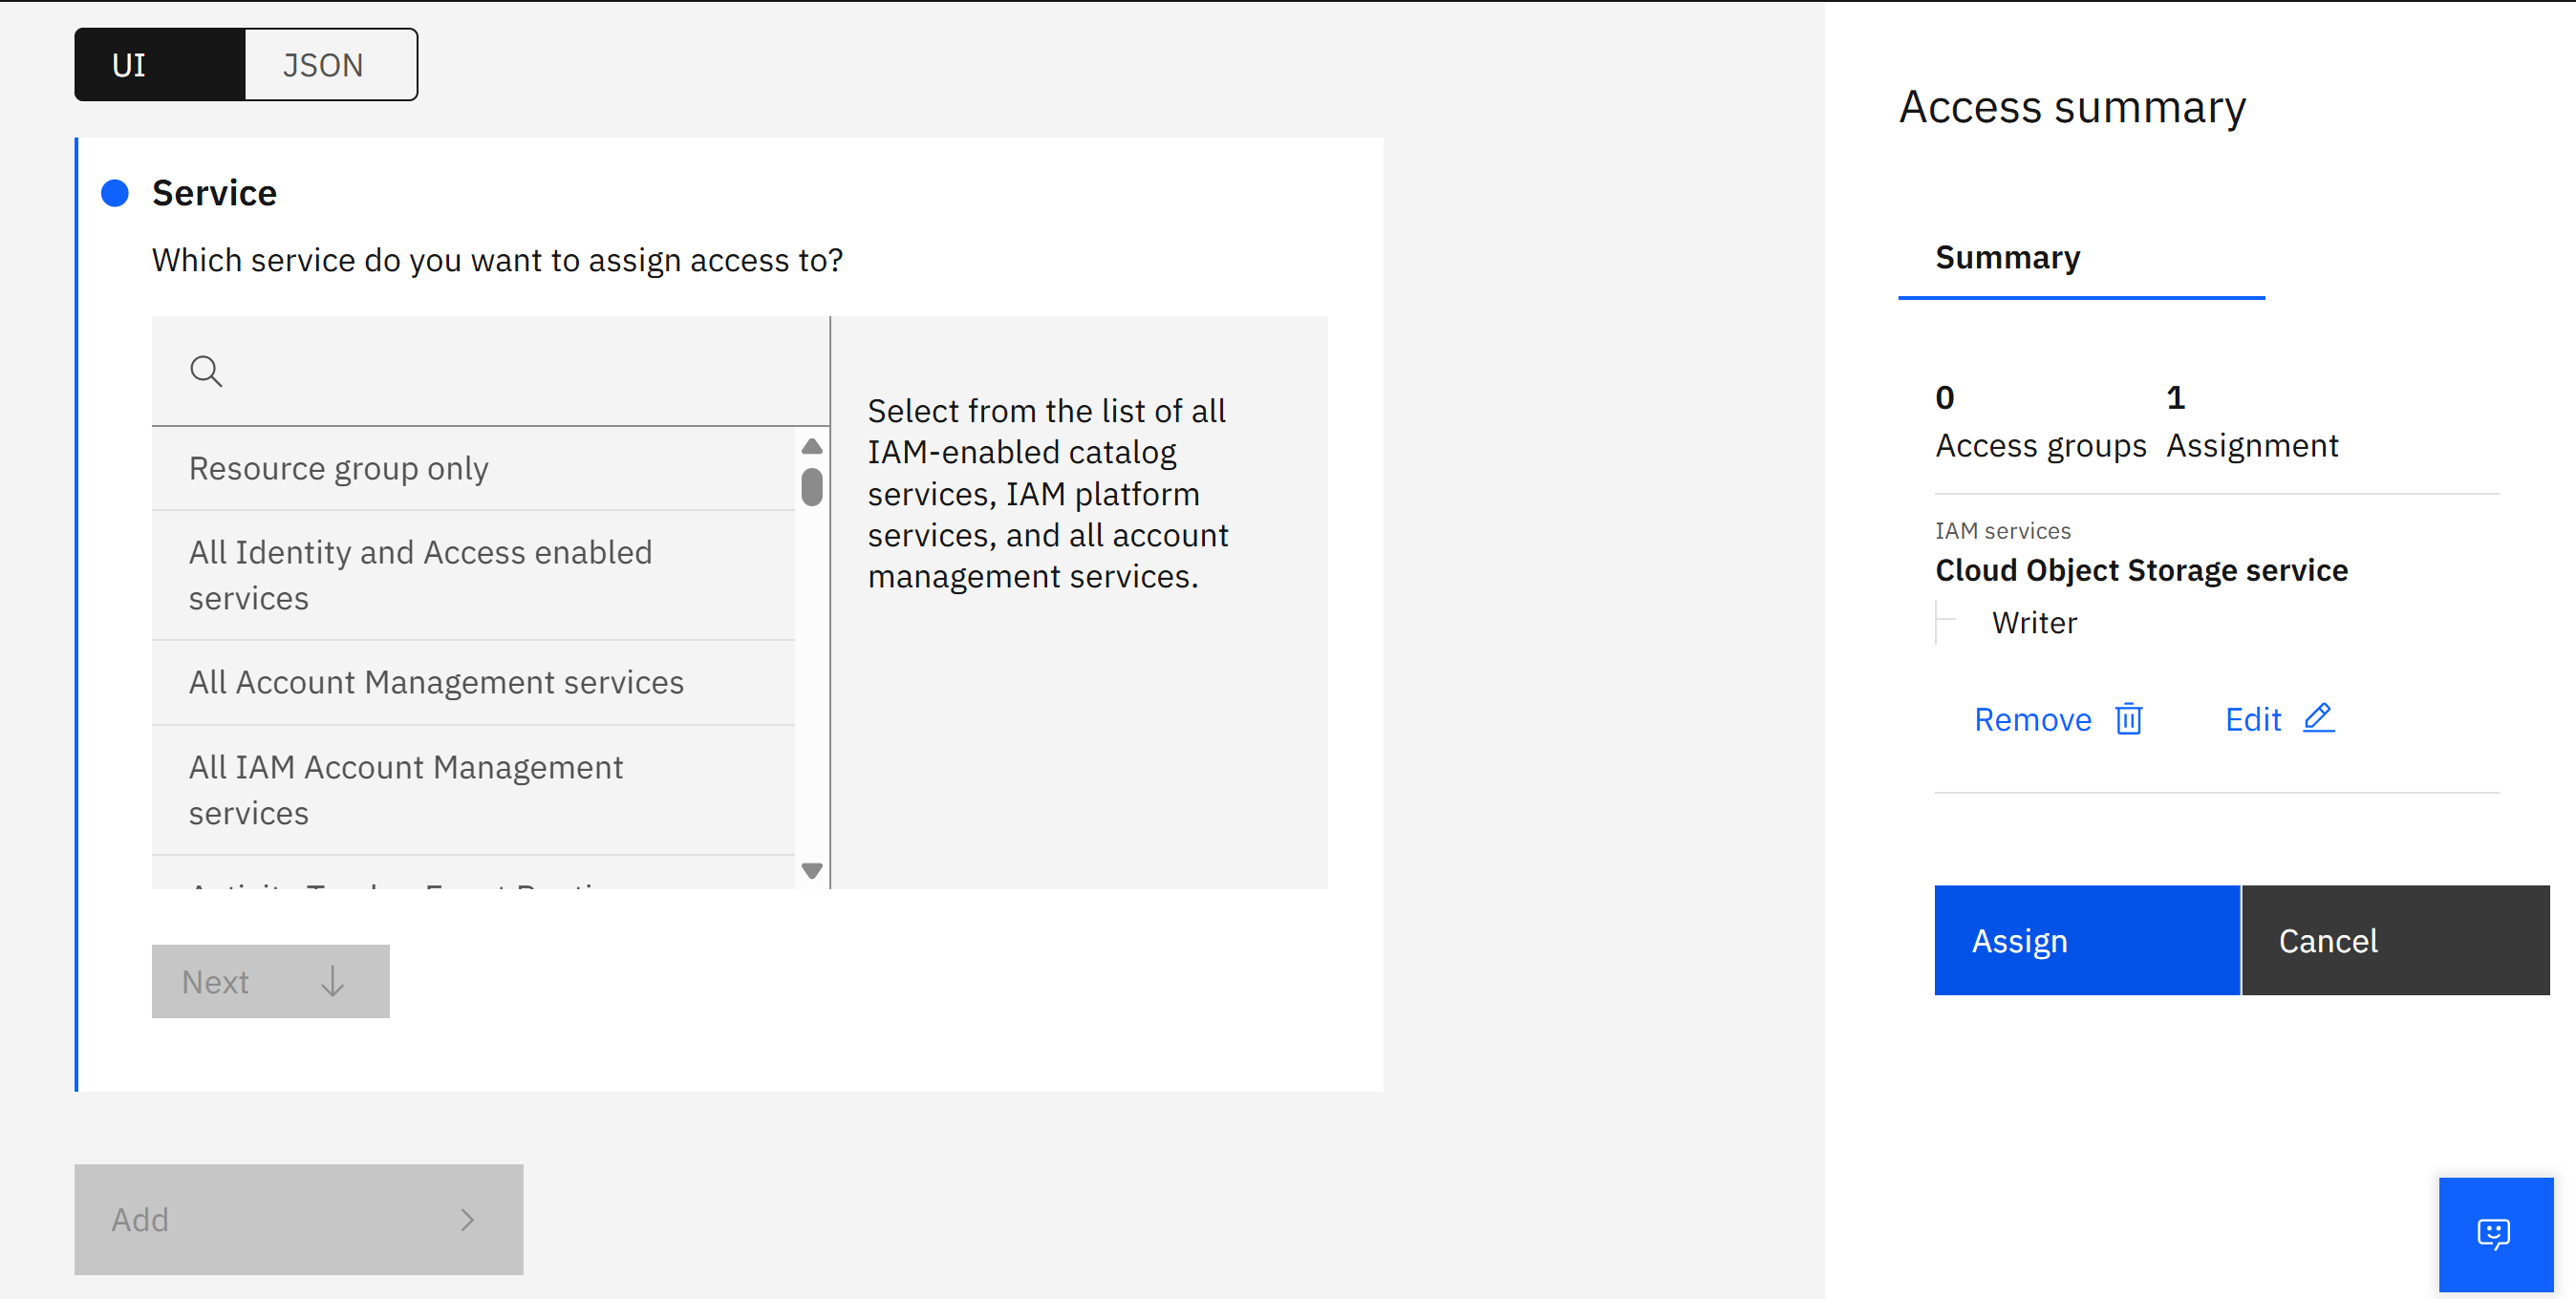 UI
JSON
Service
Which service do you want to assign access to?
Resource group only
All Identity and Access enabled
services
All Account Management services
All IAM Account Management
services
Select from the list of all
IAM-enabled catalog
services, IAM platform
services, and all account
management services.
Next
Add
Access summary
Summary
0
Access groups
1
Assignment
IAM services
Cloud Object Storage service
Writer
Remove
Edit
Assign
Cancel